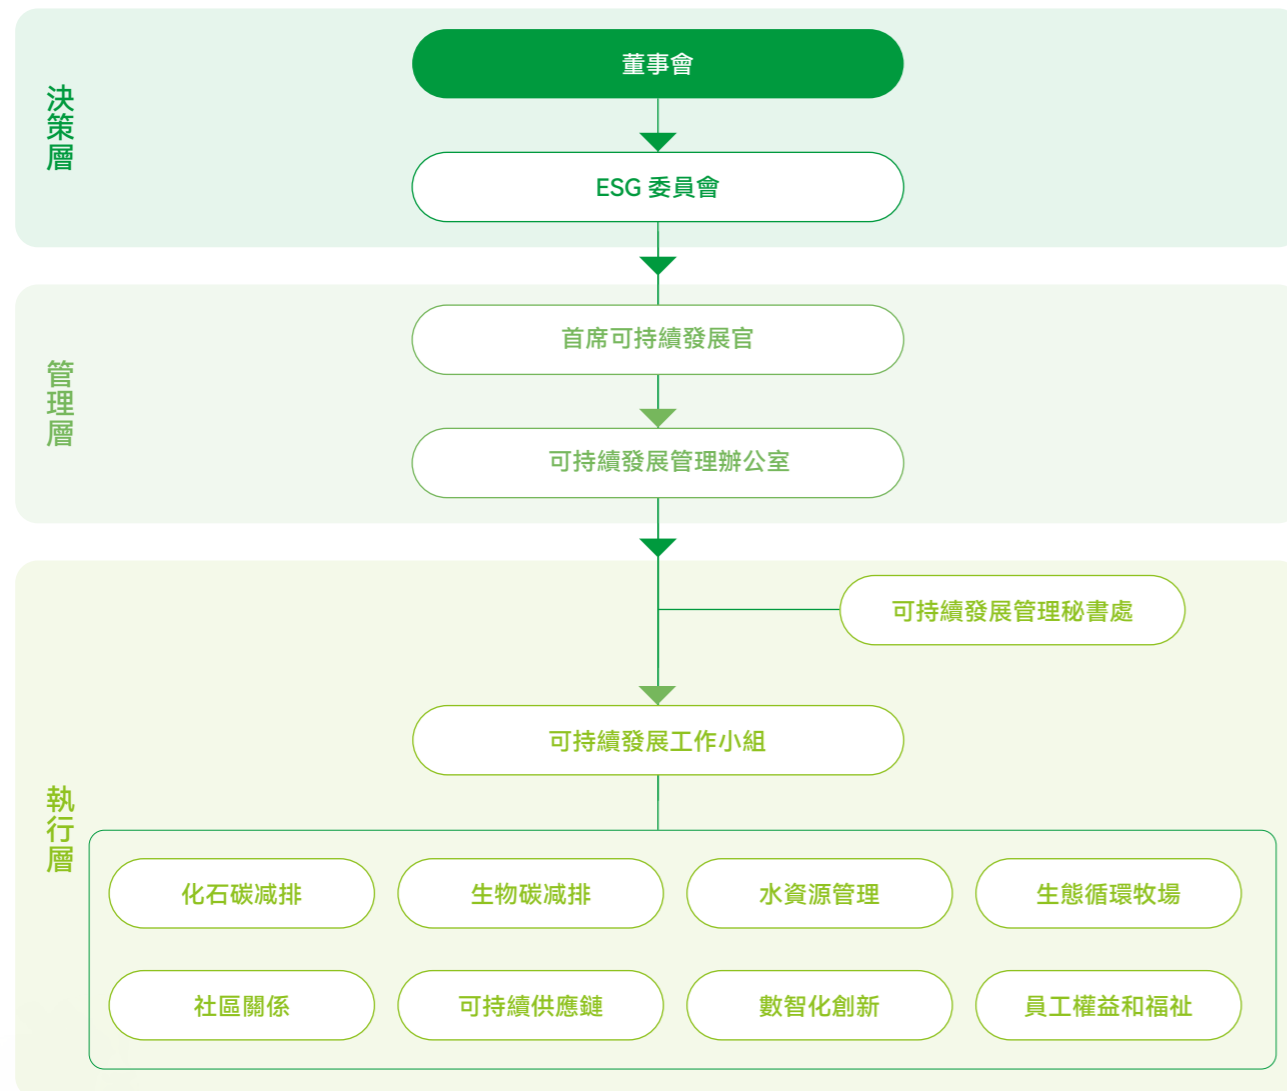 決策層
董事會
ESG 委員會
管理層
首席可持續發展官
可持續發展管理辦公室
執行層
可持續發展管理秘書處
可持續發展工作小組
化石碳减排
生物碳减排
水資源管理
生態循環牧場
社區關係
可持續供應鏈
數智化創新
員工權益和福祉